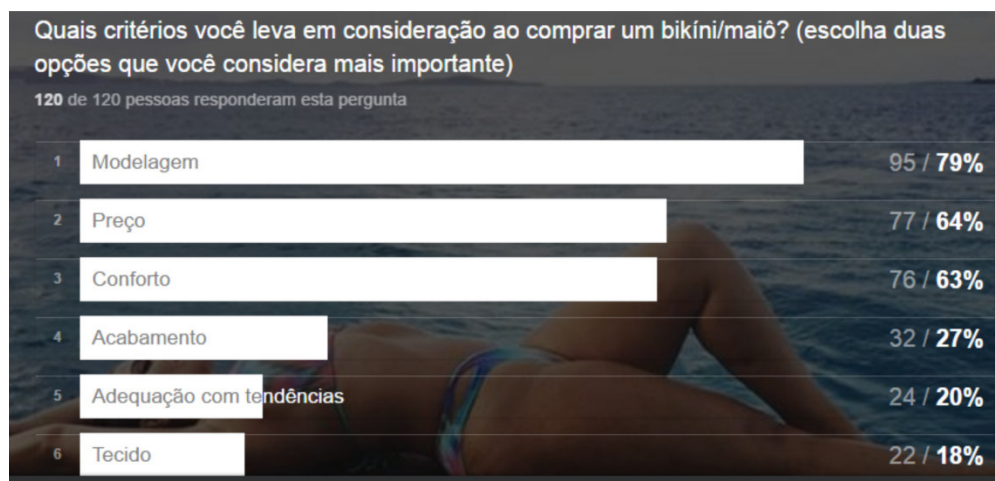 Quais critérios você leva em consideração ao comprar um bikíni/maiô? (escolha duas
opções que você considera mais importante)
120 de 120 pessoas responderam esta pergunta
1 Modelagem 95 / 79%
2 Preço 77 / 64%
3 Conforto 76 / 63%
4 Acabamento 32 / 27%
5 Adequação com tendências 24 / 20%
6 Tecido 22 / 18%